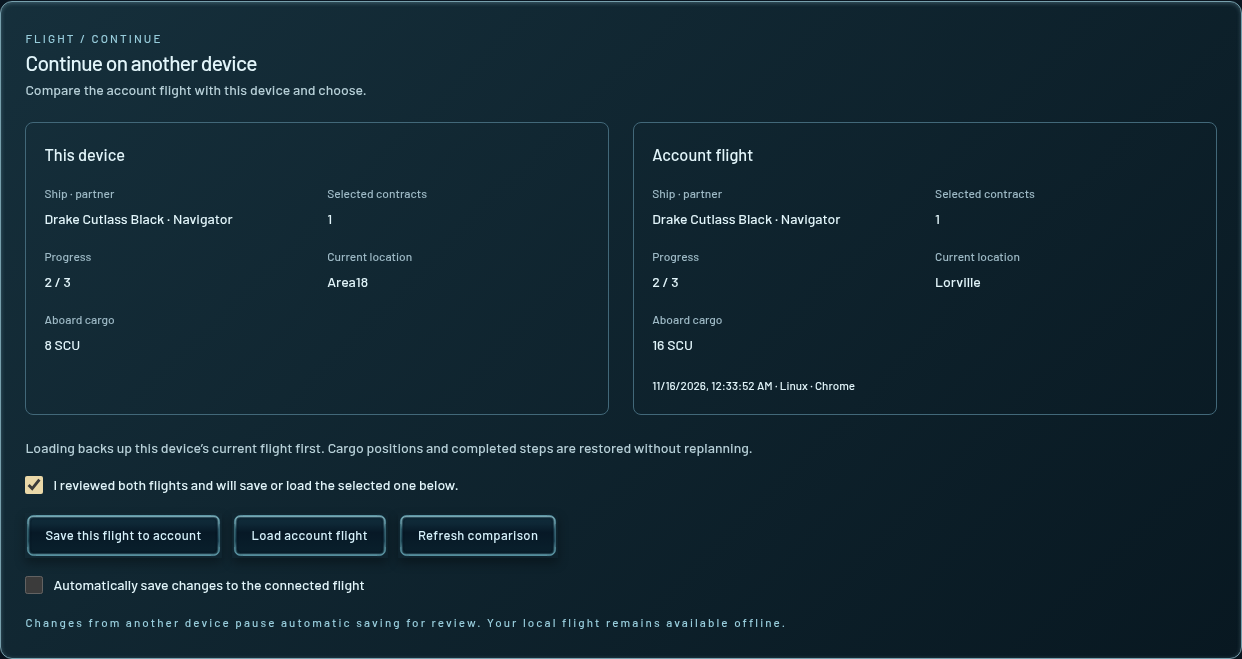 FLIGHT / CONTINUE
Continue on another device
Compare the account flight with this device and choose.
This device
Ship · partner
Drake Cutlass Black · Navigator
Selected contracts
1
Progress
2 / 3
Current location
Area18
Aboard cargo
8 SCU
Account flight
Ship · partner
Drake Cutlass Black · Navigator
Selected contracts
1
Progress
2 / 3
Current location
Lorville
Aboard cargo
16 SCU
11/16/2026, 12:33:52 AM · Linux · Chrome
Loading backs up this device's current flight first. Cargo positions and completed steps are restored without replanning.
I reviewed both flights and will save or load the selected one below.
Save this flight to account
Load account flight
Refresh comparison
Automatically save changes to the connected flight
Changes from another device pause automatic saving for review. Your local flight remains available offline.